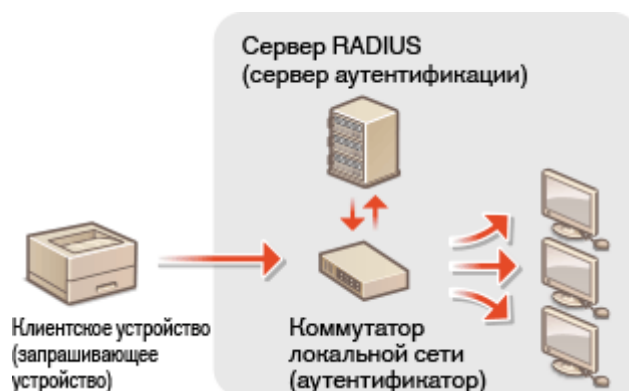 Сервер RADIUS
(сервер аутентификации)
Клиентское устройство
(запрашивающее
устройство)
Коммутатор
локальной сети
(аутентификатор)